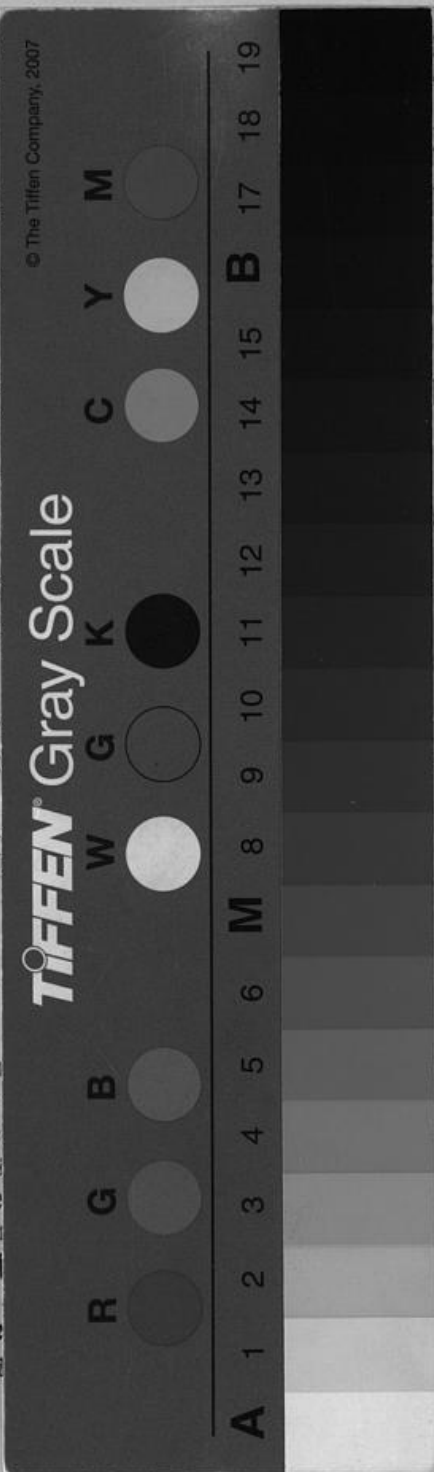 © The Tiffen Company, 2007
TIFFEN® Gray Scale
R G B W G K C Y M
A 1 2 3 4 5 6 M 8 9 10 11 12 13 14 15 B 17 18 19